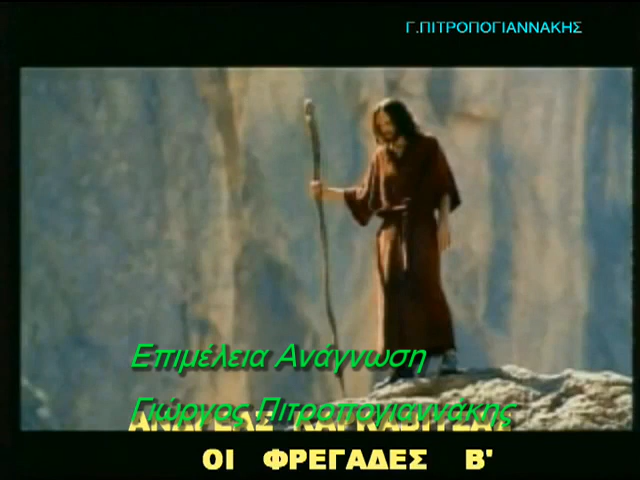 Γ.ΠΙΤΡΟΠΟΓΙΑΝΝΑΚΗΣ
Επιμέλεια Ανάγνωση
Γιώργος Πιτροπογιαννάκης
ΟΙ ΦΡΕΓΑΔΕΣ Β'